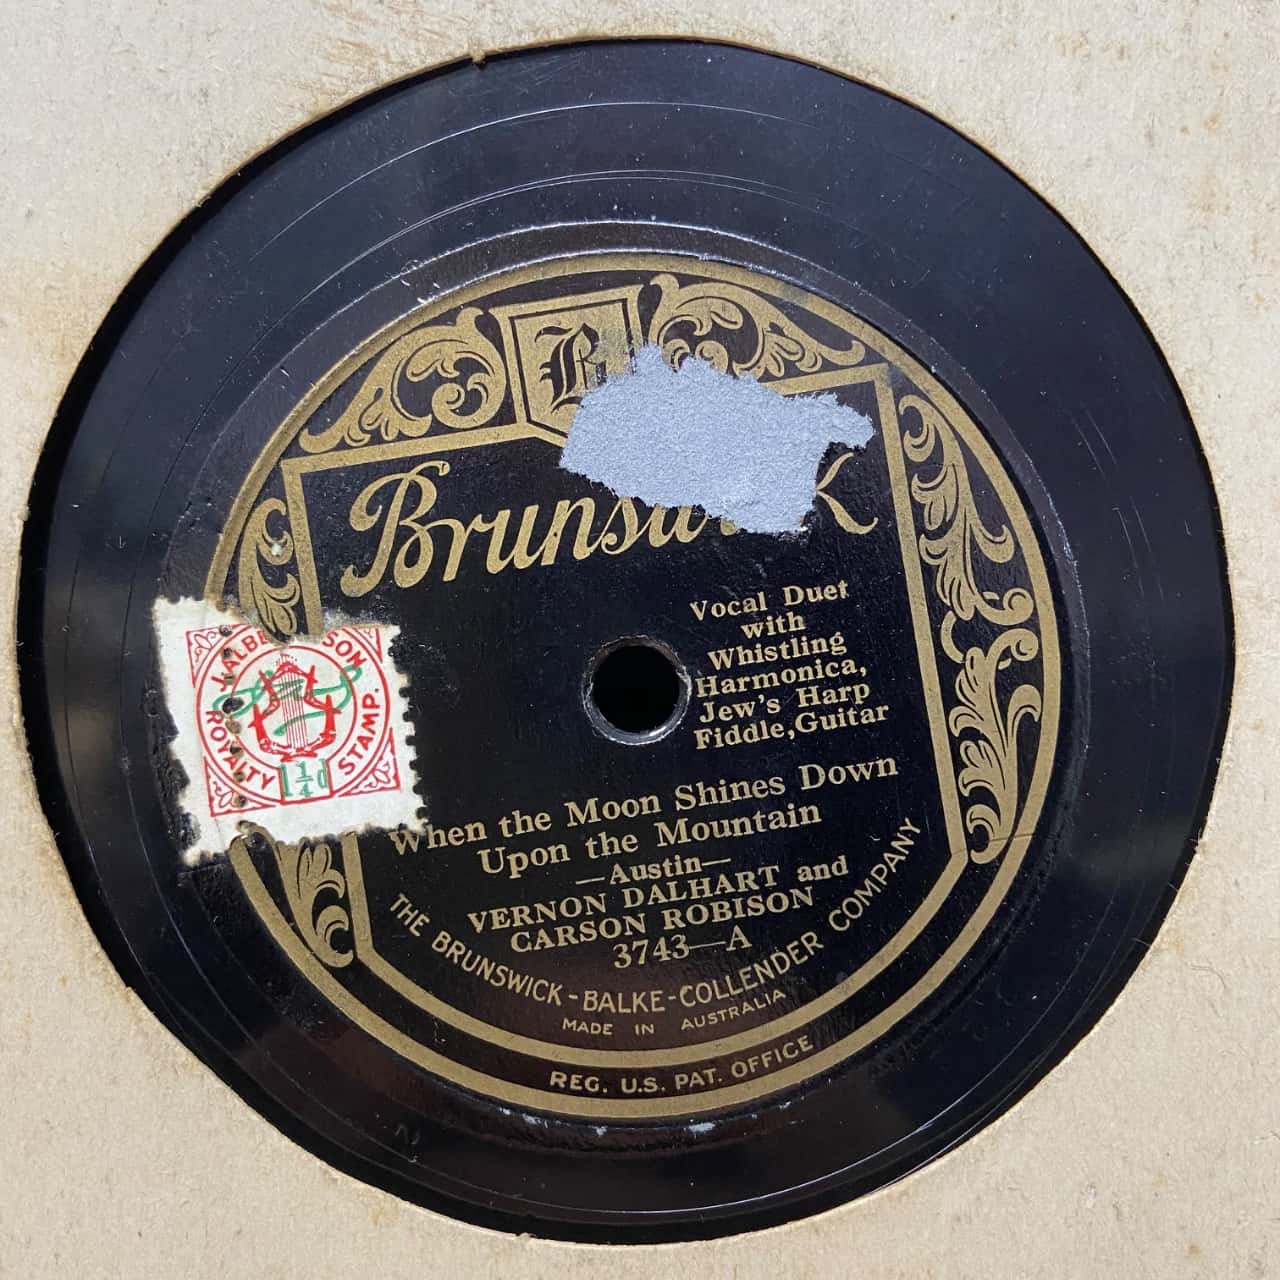 B
Brunswick
Vocal Duet
with
Whistling
Harmonica,
Jew's Harp
Fiddle,Guitar
ROYALTY STAMP.
1¼d
When the Moon Shines Down
Upon the Mountain
—Austin—
VERNON DALHART and
CARSON ROBISON
3743—A
THE BRUNSWICK-BALKE-COLLENDER COMPANY
MADE IN AUSTRALIA
REG. U.S. PAT. OFFICE